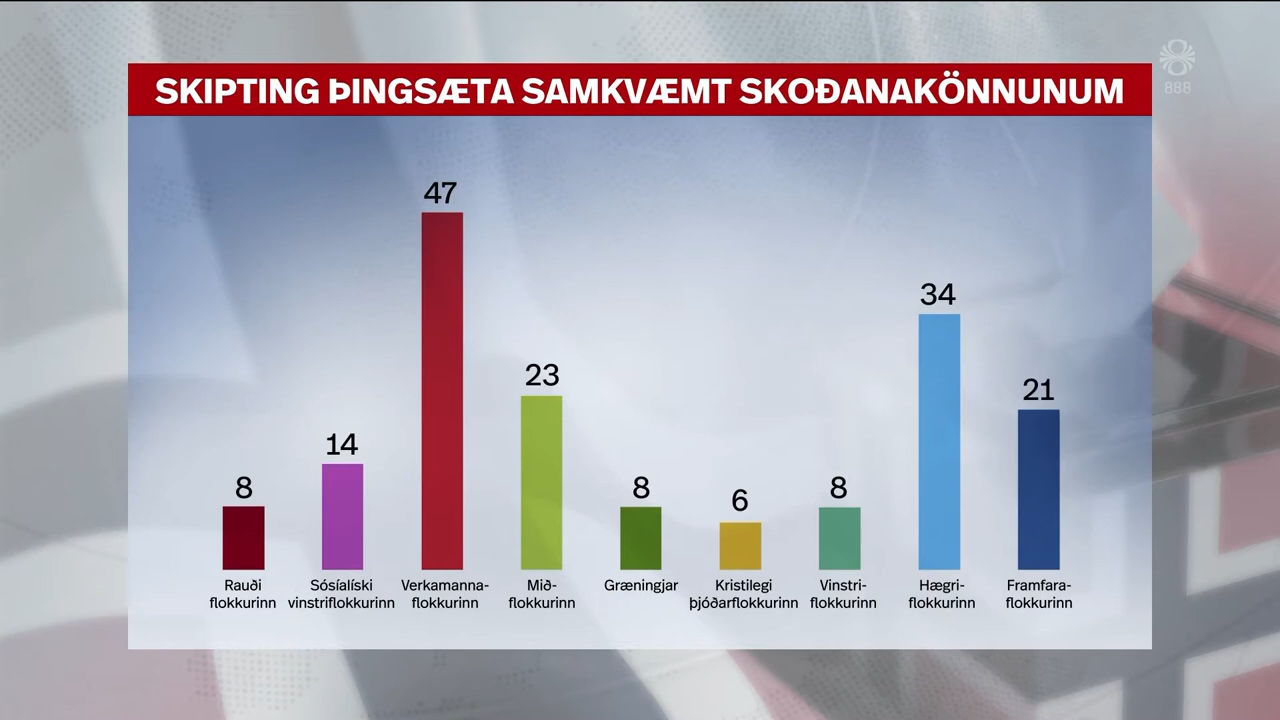 SKIPTING ÞINGSÆTA SAMKVÆMT SKOÐANAKÖNNUNUM
888
47
34
23
21
14
8
8
6
8
Rauði
flokkurinn
Sósíalíski
vinstriflokkurinn
Verkamanna-
flokkurinn
Mið-
flokkurinn
Græningjar
Kristilegi
þjóðarflokkurinn
Vinstri-
flokkurinn
Hægri-
flokkurinn
Framfara-
flokkurinn